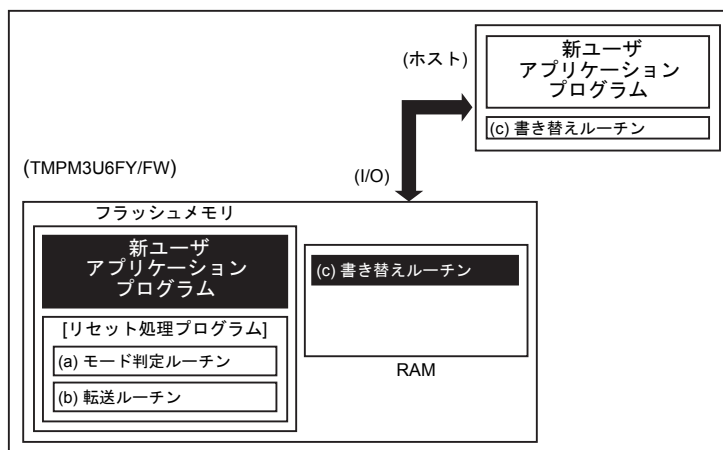 (ホスト)
新ユーザ
アプリケーション
プログラム
(c) 書き替えルーチン
(TMPM3U6FY/FW)
(I/O)
フラッシュメモリ
新ユーザ
アプリケーション
プログラム
[リセット処理プログラム]
(a) モード判定ルーチン
(b) 転送ルーチン
(c) 書き替えルーチン
RAM